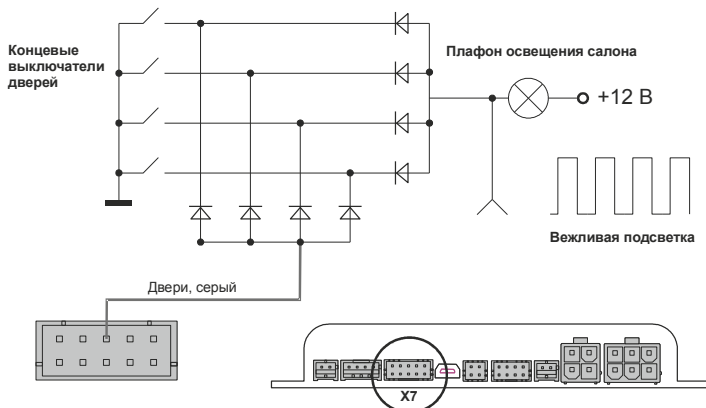 Концевые
выключатели
дверей
Плафон освещения салона
+12 В
Вежливая подсветка
Двери, серый
X7